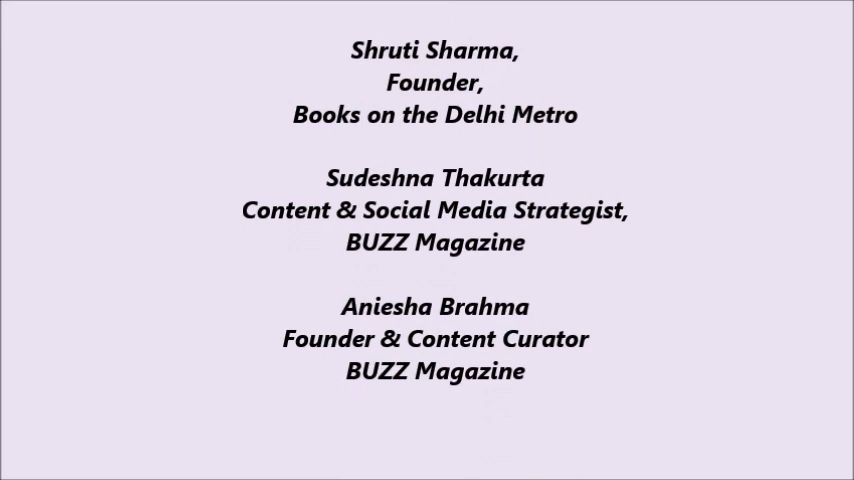 Shruti Sharma,
Founder,
Books on the Delhi Metro
Sudeshna Thakurta
Content & Social Media Strategist,
BUZZ Magazine
Aniesha Brahma
Founder & Content Curator
BUZZ Magazine